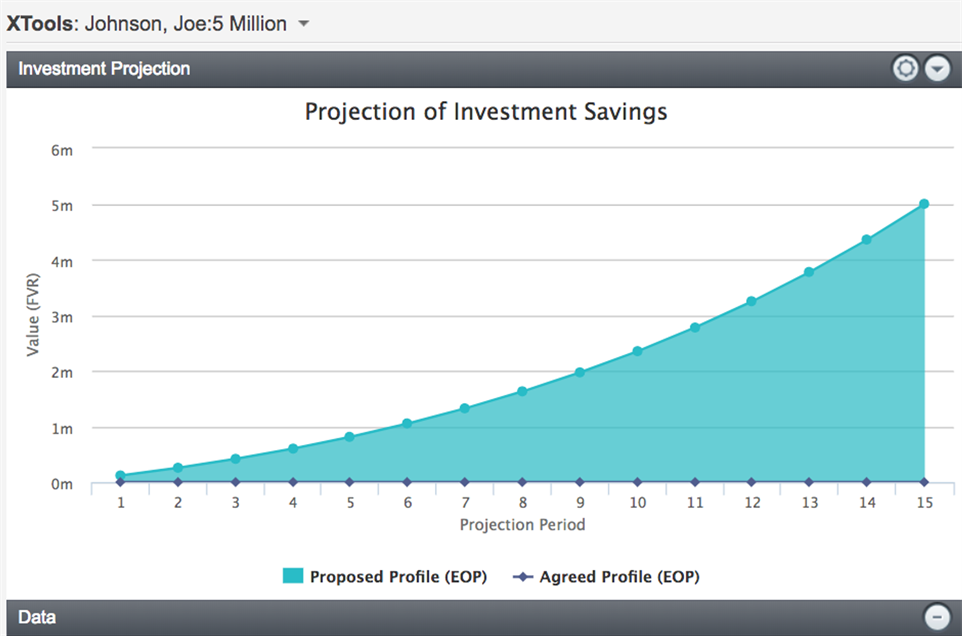 XTools: Johnson, Joe:5 Million
Investment Projection
Projection of Investment Savings
6m
5m
4m
3m
2m
1m
0m
Value (FVR)
1 2 3 4 5 6 7 8 9 10 11 12 13 14 15
Projection Period
Proposed Profile (EOP) Agreed Profile (EOP)
Data